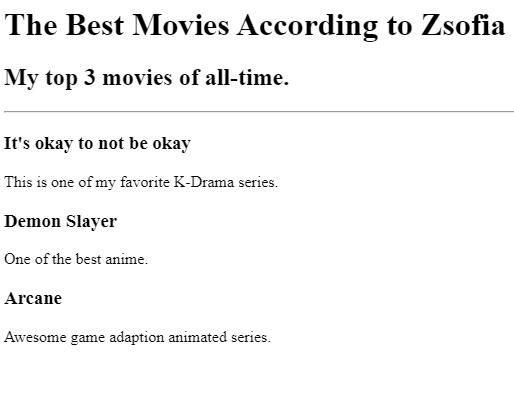 The Best Movies According to Zsofia
My top 3 movies of all-time.
It's okay to not be okay
This is one of my favorite K-Drama series.
Demon Slayer
One of the best anime.
Arcane
Awesome game adaption animated series.